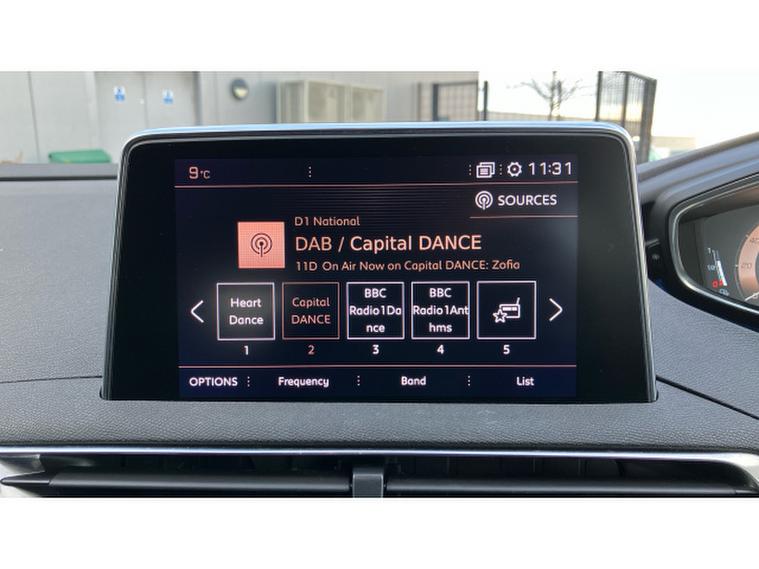 9°C
11:31
SOURCES
D1 National
DAB / Capital DANCE
11D On Air Now on Capital DANCE: Zofia
Heart
Dance
Capital
DANCE
BBC
Radio1Da
nce
BBC
Radio1Ant
hms
1
2
3
4
5
OPTIONS
Frequency
Band
List